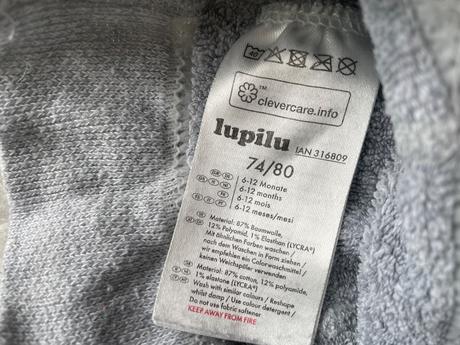 40
clevercare.info
lupilu IAN 316809
74/80
6-12 Monate
6-12 months
6-12 mois
6-12 meses/mesi
Material: 87% Baumwolle,
12% Polyamid, 1% Elasthan (LYCRA®)
Mit ähnlichen Farben waschen /
nach dem Waschen in Form ziehen /
wir empfehlen ein Colorwaschmittel /
keinen Weichspüler verwenden
Material: 87% cotton, 12% polyamide,
1% elastane (LYCRA®)
Wash with similar colours / Reshape
whilst damp / Use colour detergent /
Do not use fabric softener
KEEP AWAY FROM FIRE